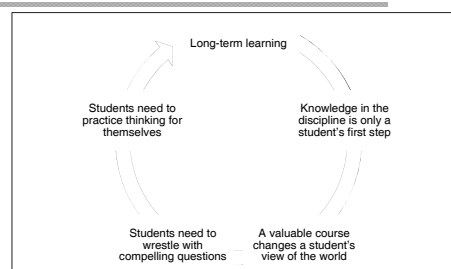 Long-term learning
Knowledge in the
discipline is only a
student's first step
A valuable course
changes a student's
view of the world
Students need to
wrestle with
compelling questions
Students need to
practice thinking for
themselves